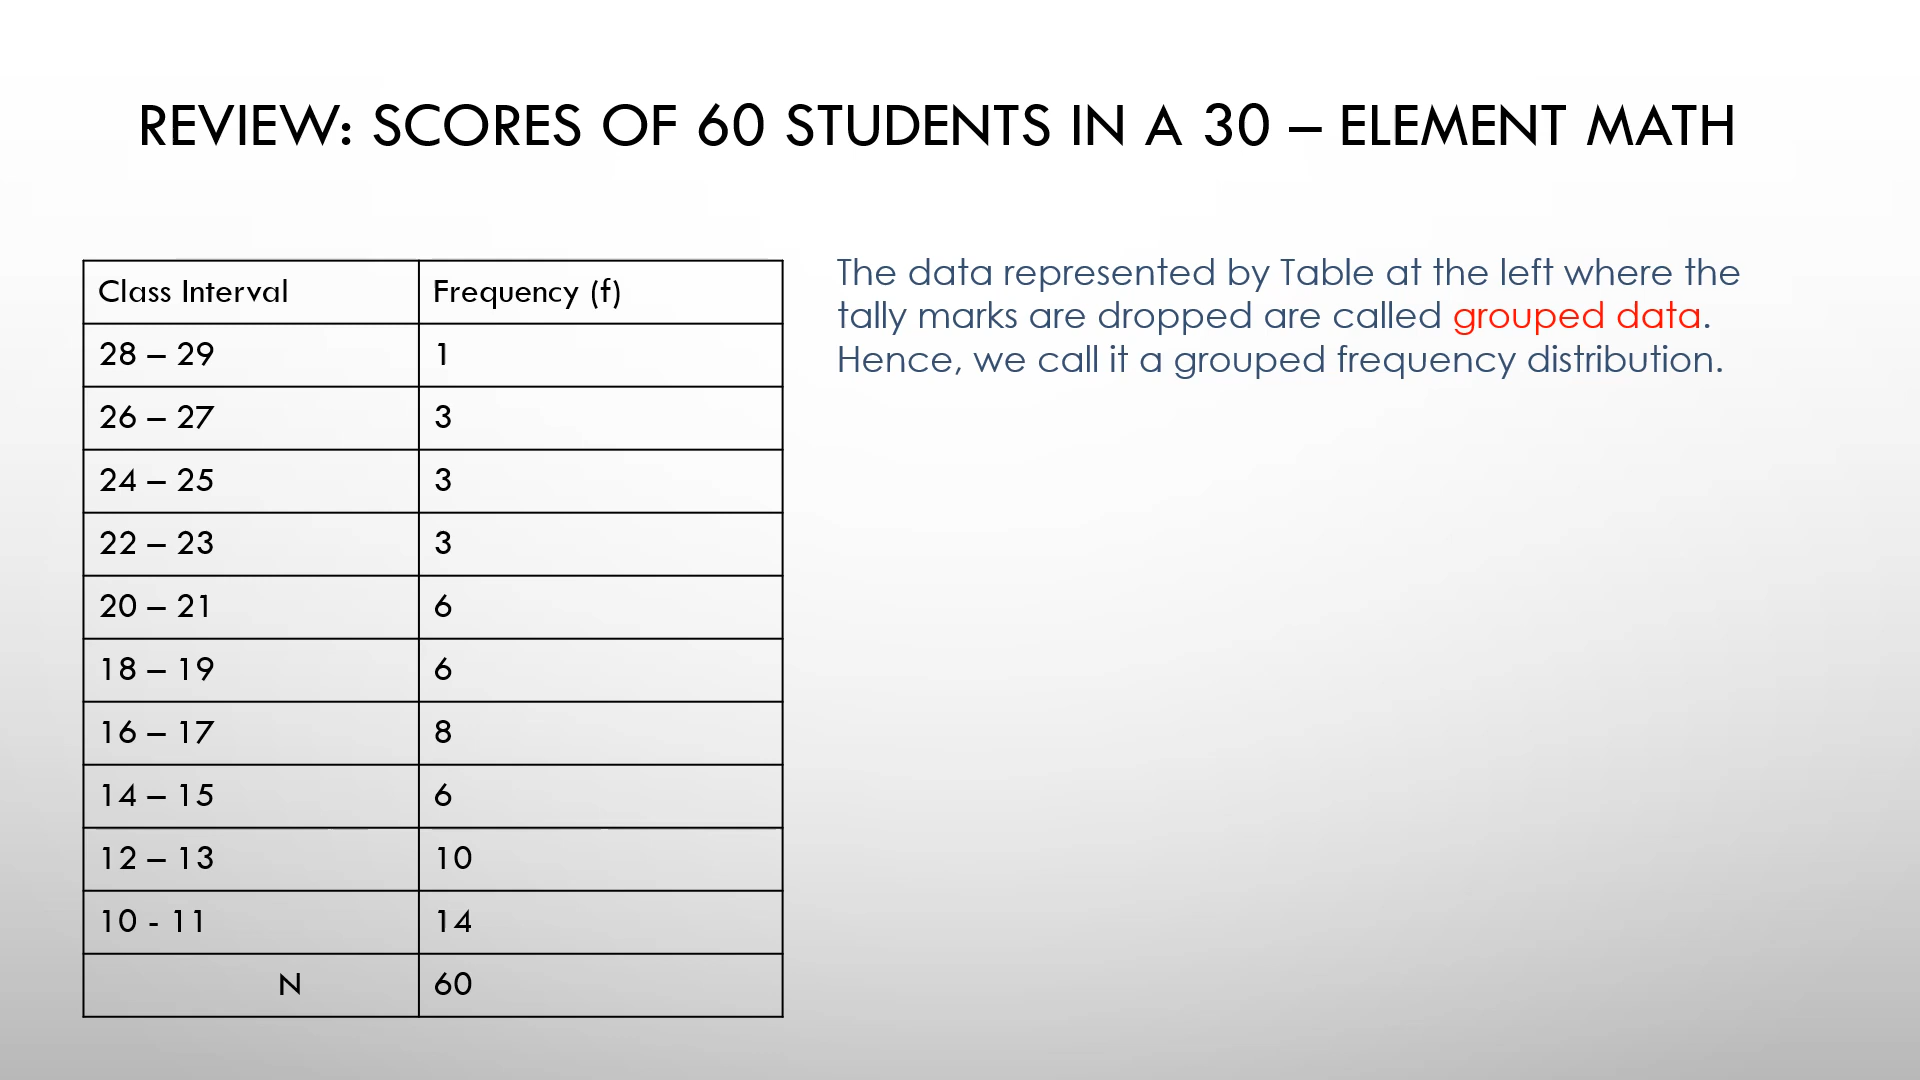 REVIEW: SCORES OF 60 STUDENTS IN A 30 – ELEMENT MATH
Class Interval Frequency (f)
28 – 29 1
26 – 27 3
24 – 25 3
22 – 23 3
20 – 21 6
18 – 19 6
16 – 17 8
14 – 15 6
12 – 13 10
10 - 11 14
N 60
The data represented by Table at the left where the
tally marks are dropped are called grouped data.
Hence, we call it a grouped frequency distribution.